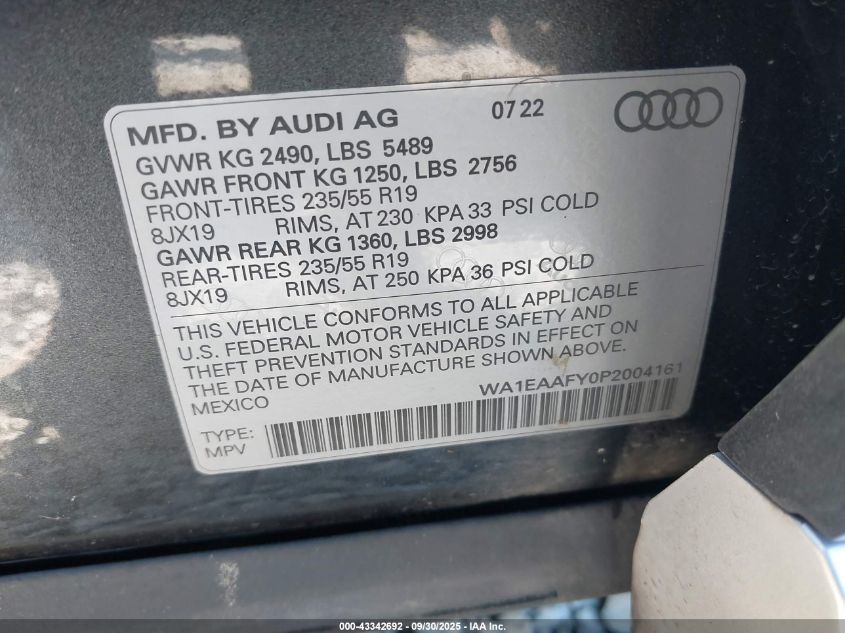 MFD. BY AUDI AG 07 22
GVWR KG 2490, LBS 5489
GAWR FRONT KG 1250, LBS 2756
FRONT-TIRES 235/55 R19
8JX19 RIMS, AT 230 KPA 33 PSI COLD
GAWR REAR KG 1360, LBS 2998
REAR-TIRES 235/55 R19
8JX19 RIMS, AT 250 KPA 36 PSI COLD
THIS VEHICLE CONFORMS TO ALL APPLICABLE
U.S. FEDERAL MOTOR VEHICLE SAFETY AND
THEFT PREVENTION STANDARDS IN EFFECT ON
THE DATE OF MANUFACTURE SHOWN ABOVE.
MEXICO WA1EAAFY0P2004161
TYPE:
MPV
000-43342692 - 09/30/2025 - IAA Inc.